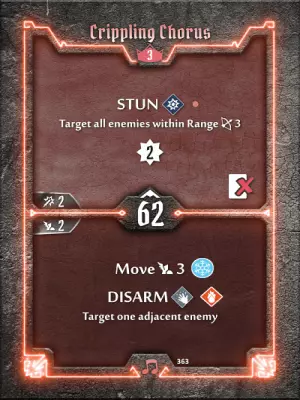 Crippling Chorus
3
STUN
Target all enemies within Range 3
2
2
62
2
Move 3
DISARM
Target one adjacent enemy
363